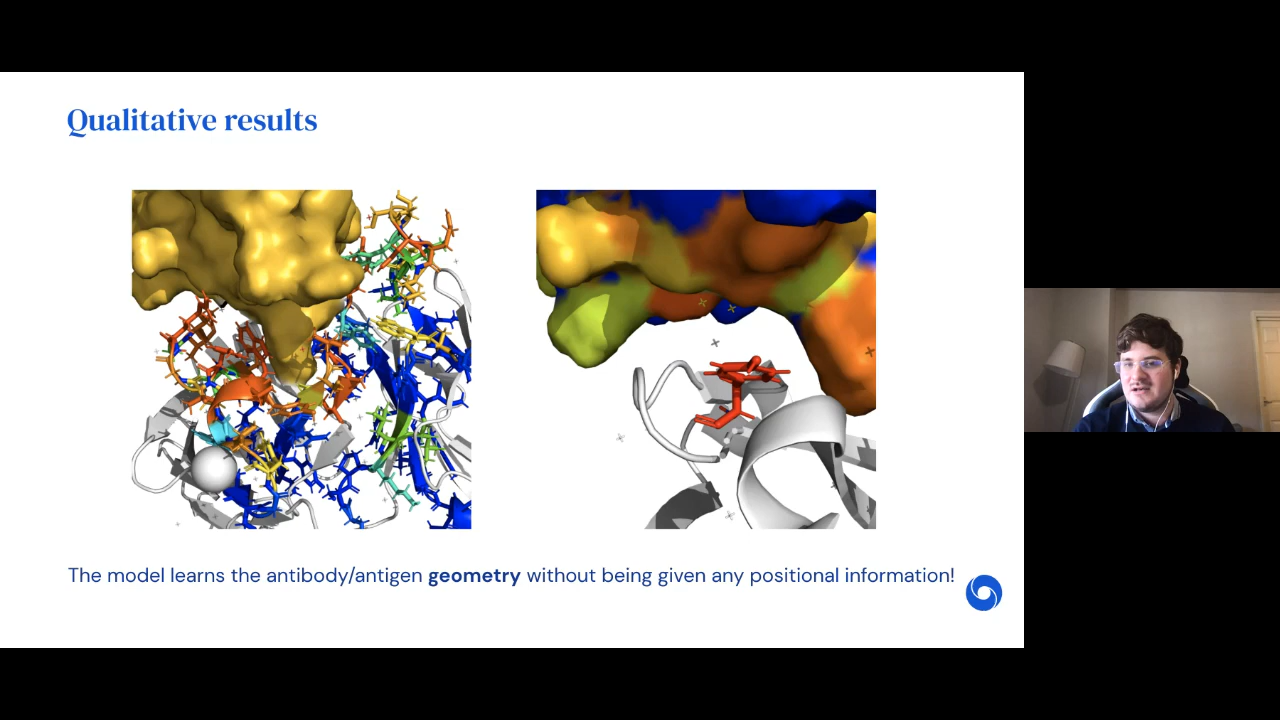 Qualitative results
The model learns the antibody/antigen geometry without being given any positional information!